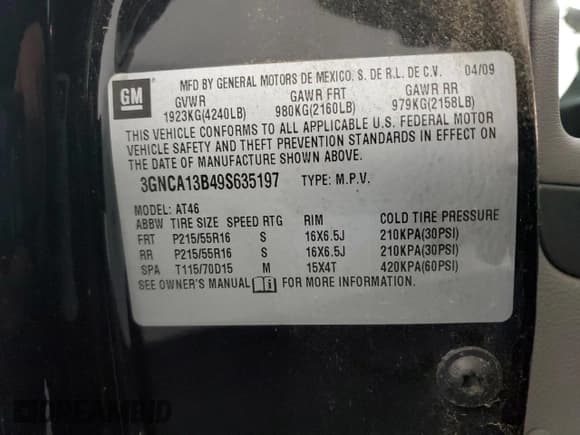 GM
MFD BY GENERAL MOTORS DE MEXICO. S. DE R.L. DE C.V. 04/09
GVWR GAWR FRT GAWR RR
1923KG(4240LB) 980KG(2160LB) 979KG(2158LB)
THIS VEHICLE CONFORMS TO ALL APPLICABLE U.S. FEDERAL MOTOR
VEHICLE SAFETY AND THEFT PREVENTION STANDARDS IN EFFECT ON
THE DATE OF MANUFACTURE SHOWN ABOVE.
3GNCA13B49S635197 TYPE: M.P.V.
MODEL: AT46
ABBW TIRE SIZE SPEED RTG RIM COLD TIRE PRESSURE
FRT P215/55R16 S 16X6.5J 210KPA(30PSI)
RR P215/55R16 S 16X6.5J 210KPA(30PSI)
SPA T115/70D15 M 15X4T 420KPA(60PSI)
SEE OWNER'S MANUAL FOR MORE INFORMATION.
DREAMBID